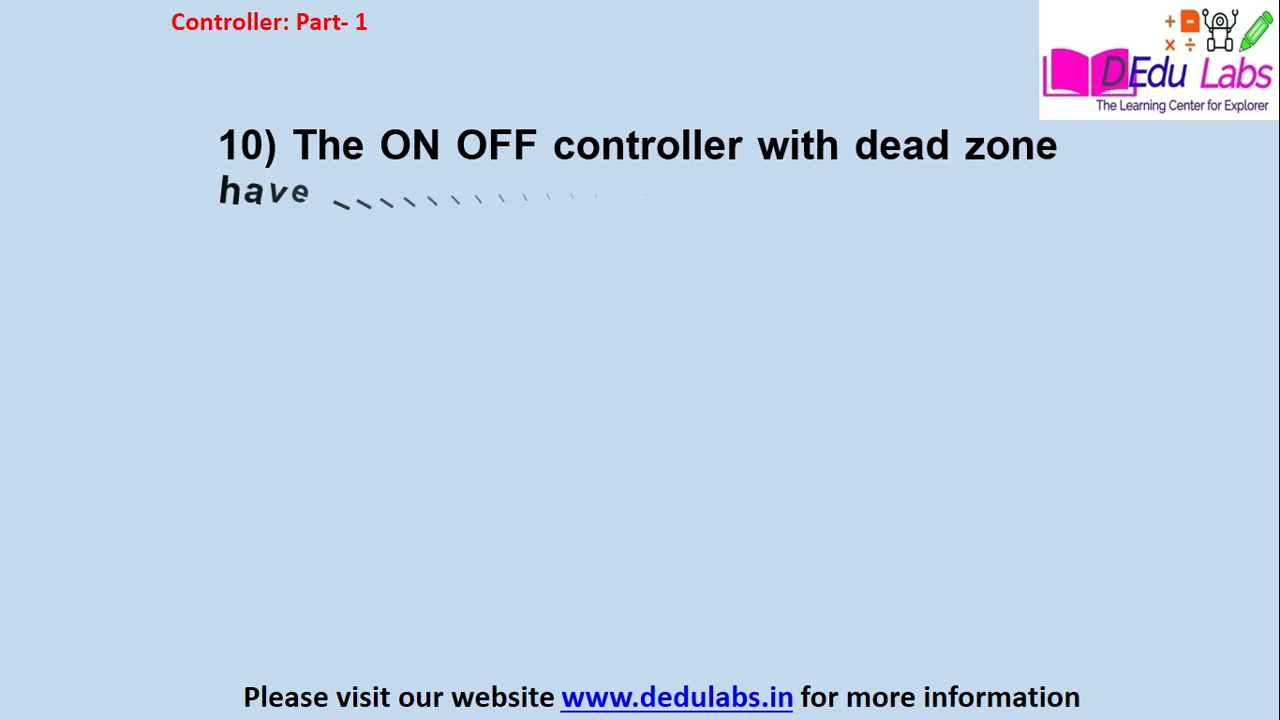 Controller: Part- 1
DEdu Labs
The Learning Center for Explorer
10) The ON OFF controller with dead zone
have
Please visit our website www.dedulabs.in for more information